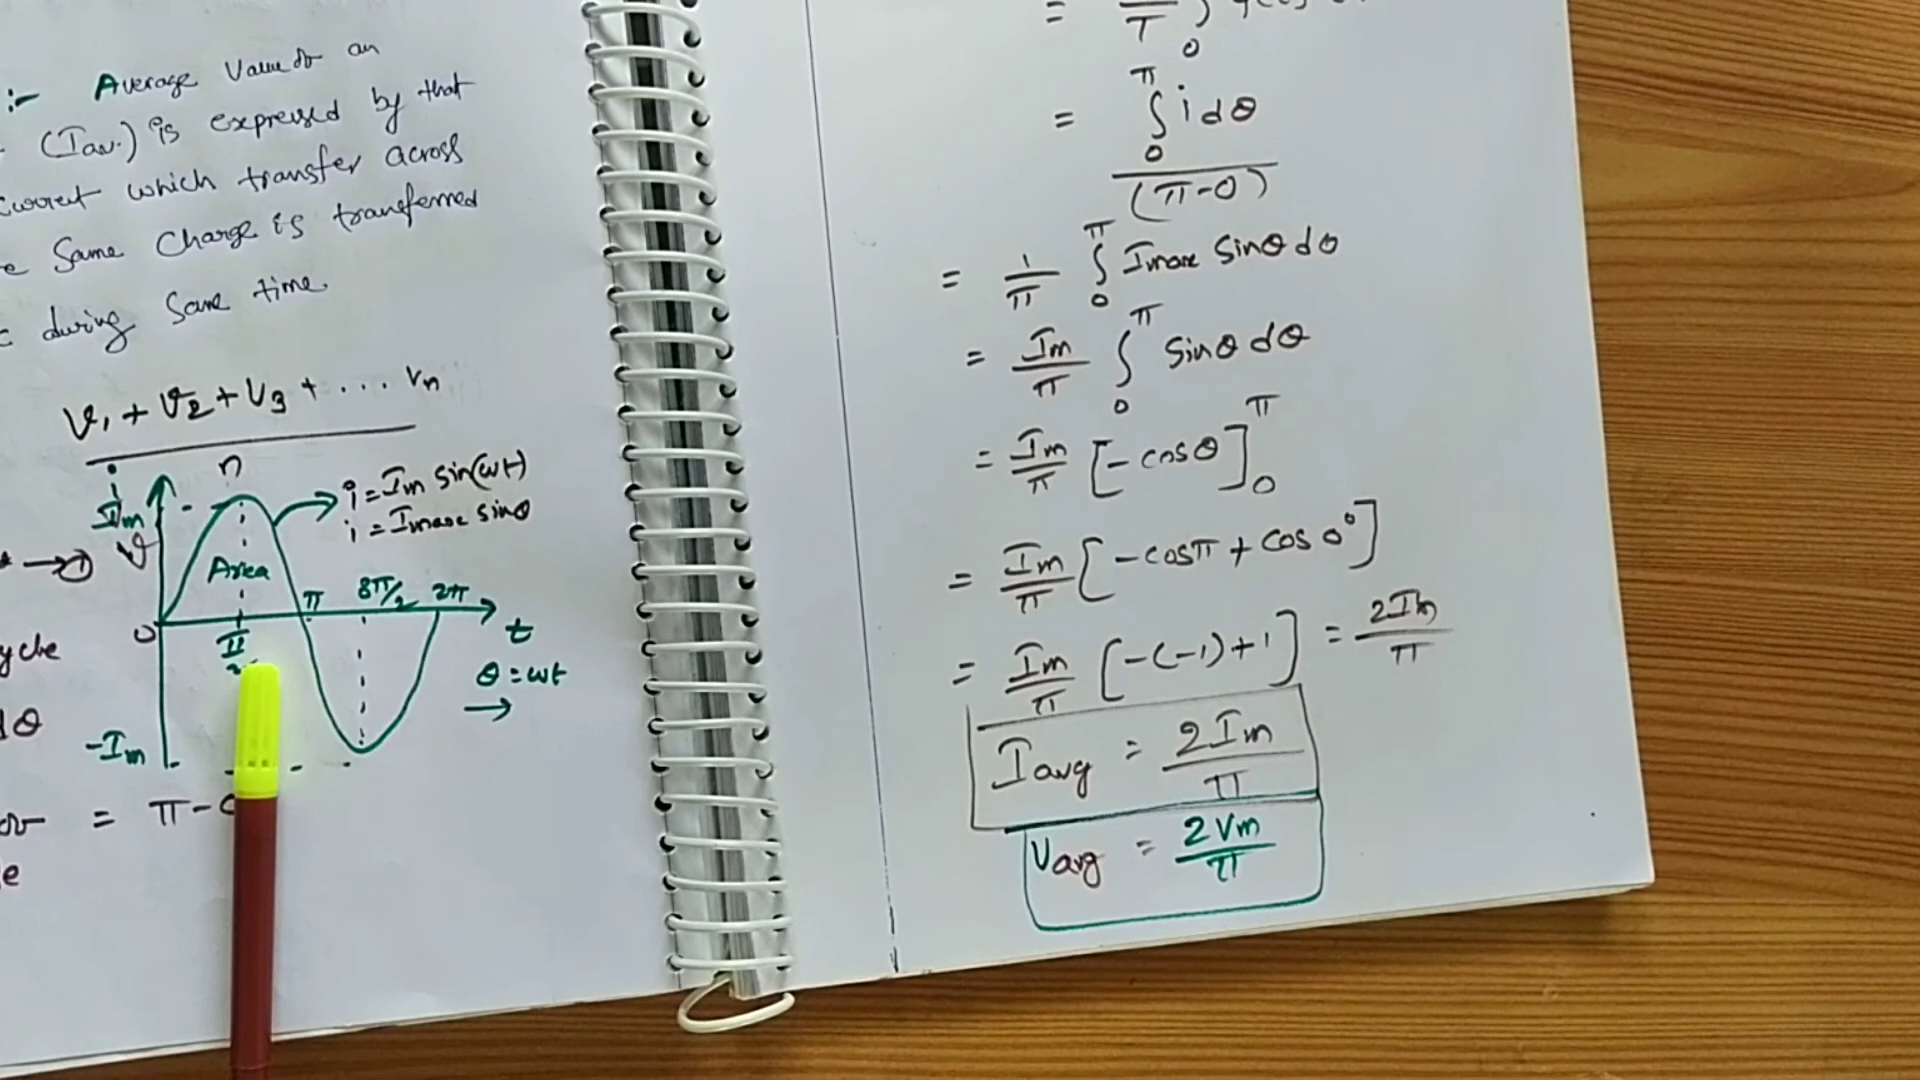 :- Average Value of an
(Iav.) is expressed by that
current which transfer across
e Same Charge is transferred
c during Same time.
V1 + V2 + V3 + . . . Vn
n
i
Im
V
→ ①
Area
i = Im sin(ωt)
i = Imax sinθ
0
π/2
π
3π/2
2π
t
θ = ωt
→
-Im
ycle
dθ
= π-0
e
T
0
= ∫₀^π i dθ
(π-0)
= 1/π ∫₀^π Imax Sinθ dθ
= Im/π ∫₀^π Sinθ dθ
= Im/π [-cosθ]₀^π
= Im/π [-cosπ + cos 0°]
= Im/π [-(-1)+1] = 2Im/π
Iavg = 2Im/π
Vavg = 2Vm/π